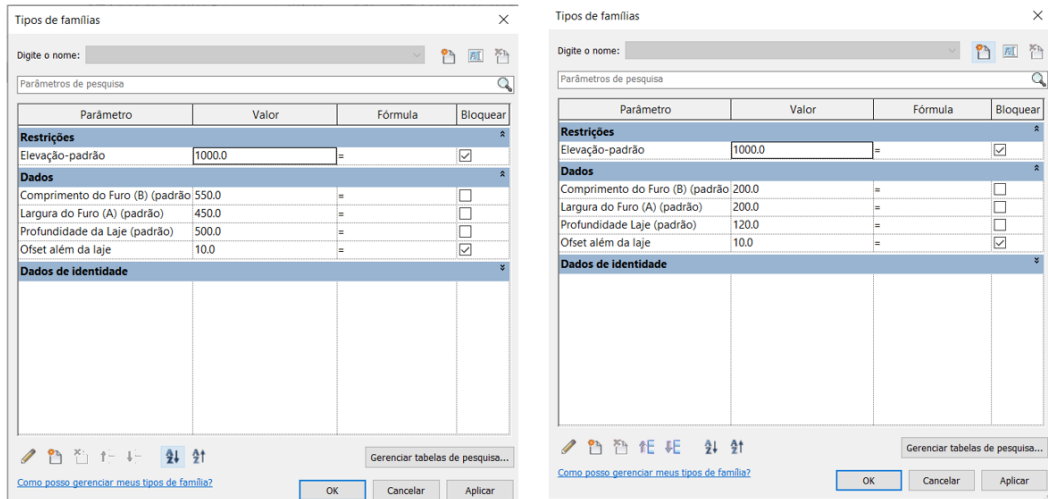 Tipos de famílias
Digite o nome:
Parâmetros de pesquisa
Parâmetro Valor Fórmula Bloquear
Restrições
Elevação-padrão 1000.0 =
Dados
Comprimento do Furo (B) (padrão 550.0 =
Largura do Furo (A) (padrão) 450.0 =
Profundidade da Laje (padrão) 500.0 =
Ofset além da laje 10.0 =
Dados de identidade
Gerenciar tabelas de pesquisa...
Como posso gerenciar meus tipos de família?
OK Cancelar Aplicar
Tipos de famílias
Digite o nome:
Parâmetros de pesquisa
Parâmetro Valor Fórmula Bloquear
Restrições
Elevação-padrão 1000.0 =
Dados
Comprimento do Furo (B) (padrão 200.0 =
Largura do Furo (A) (padrão) 200.0 =
Profundidade Laje (padrão) 120.0 =
Ofset além da laje 10.0 =
Dados de identidade
Gerenciar tabelas de pesquisa...
Como posso gerenciar meus tipos de família?
OK Cancelar Aplicar